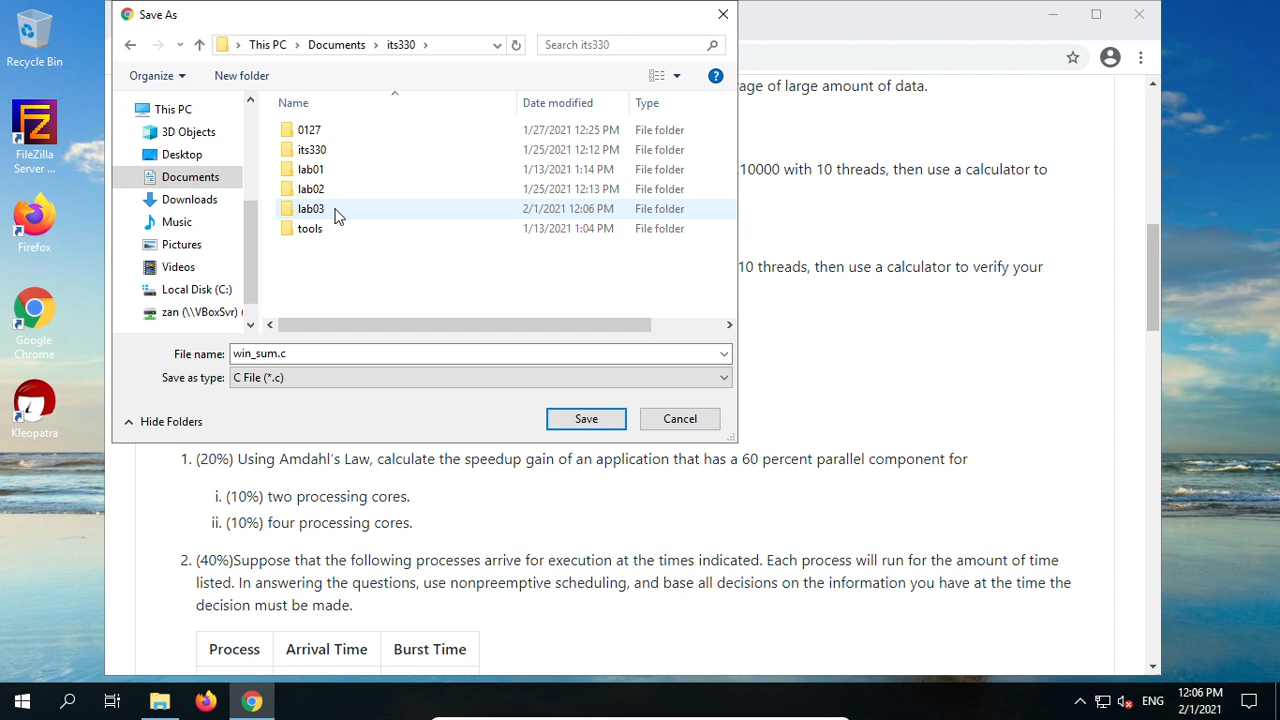 Recycle Bin
FileZilla
Server ...
Firefox
Google
Chrome
Kleopatra
Save As
This PC
Documents
its330
Search its330
Organize
New folder
?
This PC
3D Objects
Desktop
Documents
Downloads
Music
Pictures
Videos
Local Disk (C:)
zan (\\VBoxSvr) (
Name Date modified Type
0127 1/27/2021 12:25 PM File folder
its330 1/25/2021 12:12 PM File folder
lab01 1/13/2021 1:14 PM File folder
lab02 1/25/2021 12:13 PM File folder
lab03 2/1/2021 12:06 PM File folder
tools 1/13/2021 1:04 PM File folder
File name: win_sum.c
Save as type: C File (*.c)
Hide Folders
Save
Cancel
age of large amount of data.
10000 with 10 threads, then use a calculator to
10 threads, then use a calculator to verify your
1. (20%) Using Amdahl's Law, calculate the speedup gain of an application that has a 60 percent parallel component for
i. (10%) two processing cores.
ii. (10%) four processing cores.
2. (40%)Suppose that the following processes arrive for execution at the times indicated. Each process will run for the amount of time
listed. In answering the questions, use nonpreemptive scheduling, and base all decisions on the information you have at the time the
decision must be made.
Process Arrival Time Burst Time
ENG
12:06 PM
2/1/2021